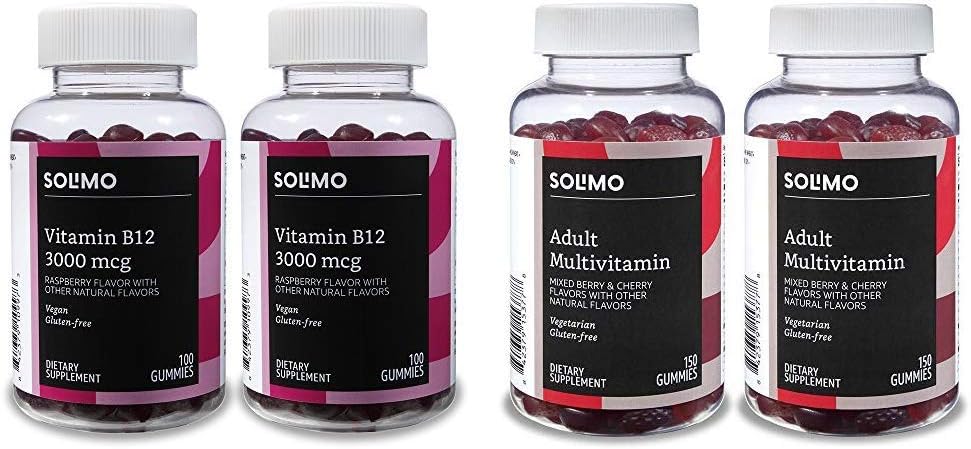 SOLIMO
Vitamin B12
3000 mcg
RASPBERRY FLAVOR WITH
OTHER NATURAL FLAVORS
Vegan
Gluten-free
DIETARY
SUPPLEMENT
100
GUMMIES
SOLIMO
Vitamin B12
3000 mcg
RASPBERRY FLAVOR WITH
OTHER NATURAL FLAVORS
Vegan
Gluten-free
DIETARY
SUPPLEMENT
100
GUMMIES
SOLIMO
Adult
Multivitamin
MIXED BERRY & CHERRY
FLAVORS WITH OTHER
NATURAL FLAVORS
Vegetarian
Gluten-free
DIETARY
SUPPLEMENT
150
GUMMIES
SOLIMO
Adult
Multivitamin
MIXED BERRY & CHERRY
FLAVORS WITH OTHER
NATURAL FLAVORS
Vegetarian
Gluten-free
DIETARY
SUPPLEMENT
150
GUMMIES